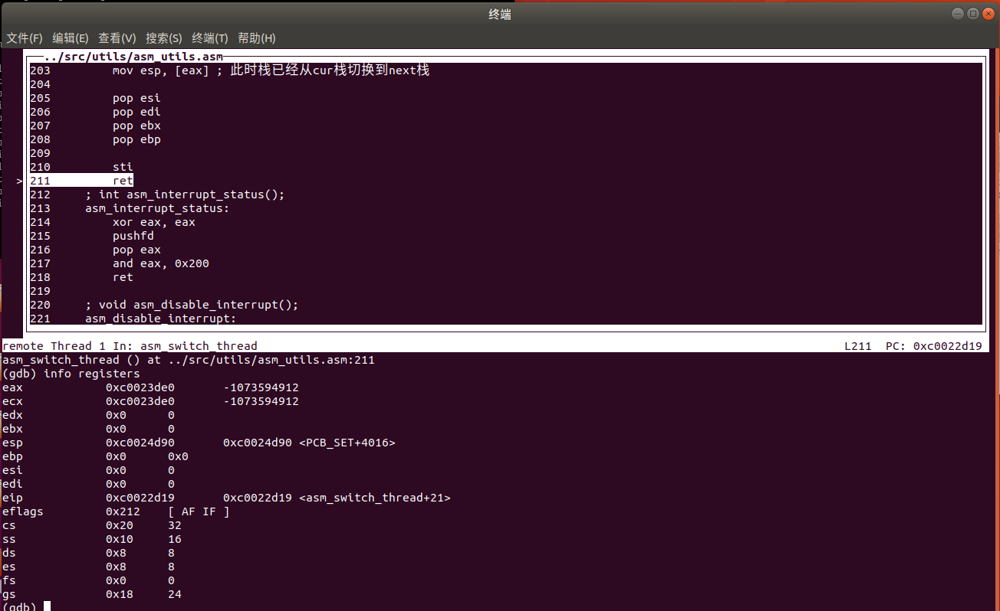 终端
文件(F) 编辑(E) 查看(V) 搜索(S) 终端(T) 帮助(H)
../src/utils/asm_utils.asm
203         mov esp, [eax] ; 此时栈已经从cur栈切换到next栈
204
205         pop esi
206         pop edi
207         pop ebx
208         pop ebp
209
210         sti
>211         ret
212     ; int asm_interrupt_status();
213     asm_interrupt_status:
214         xor eax, eax
215         pushfd
216         pop eax
217         and eax, 0x200
218         ret
219
220     ; void asm_disable_interrupt();
221     asm_disable_interrupt:
remote Thread 1 In: asm_switch_thread L211 PC: 0xc0022d19
asm_switch_thread () at ../src/utils/asm_utils.asm:211
(gdb) info registers
eax            0xc0023de0       -1073594912
ecx            0xc0023de0       -1073594912
edx            0x0      0
ebx            0x0      0
esp            0xc0024d90       0xc0024d90 <PCB_SET+4016>
ebp            0x0      0x0
esi            0x0      0
edi            0x0      0
eip            0xc0022d19       0xc0022d19 <asm_switch_thread+21>
eflags         0x212    [ AF IF ]
cs             0x20     32
ss             0x10     16
ds             0x8      8
es             0x8      8
fs             0x0      0
gs             0x18     24
(gdb)